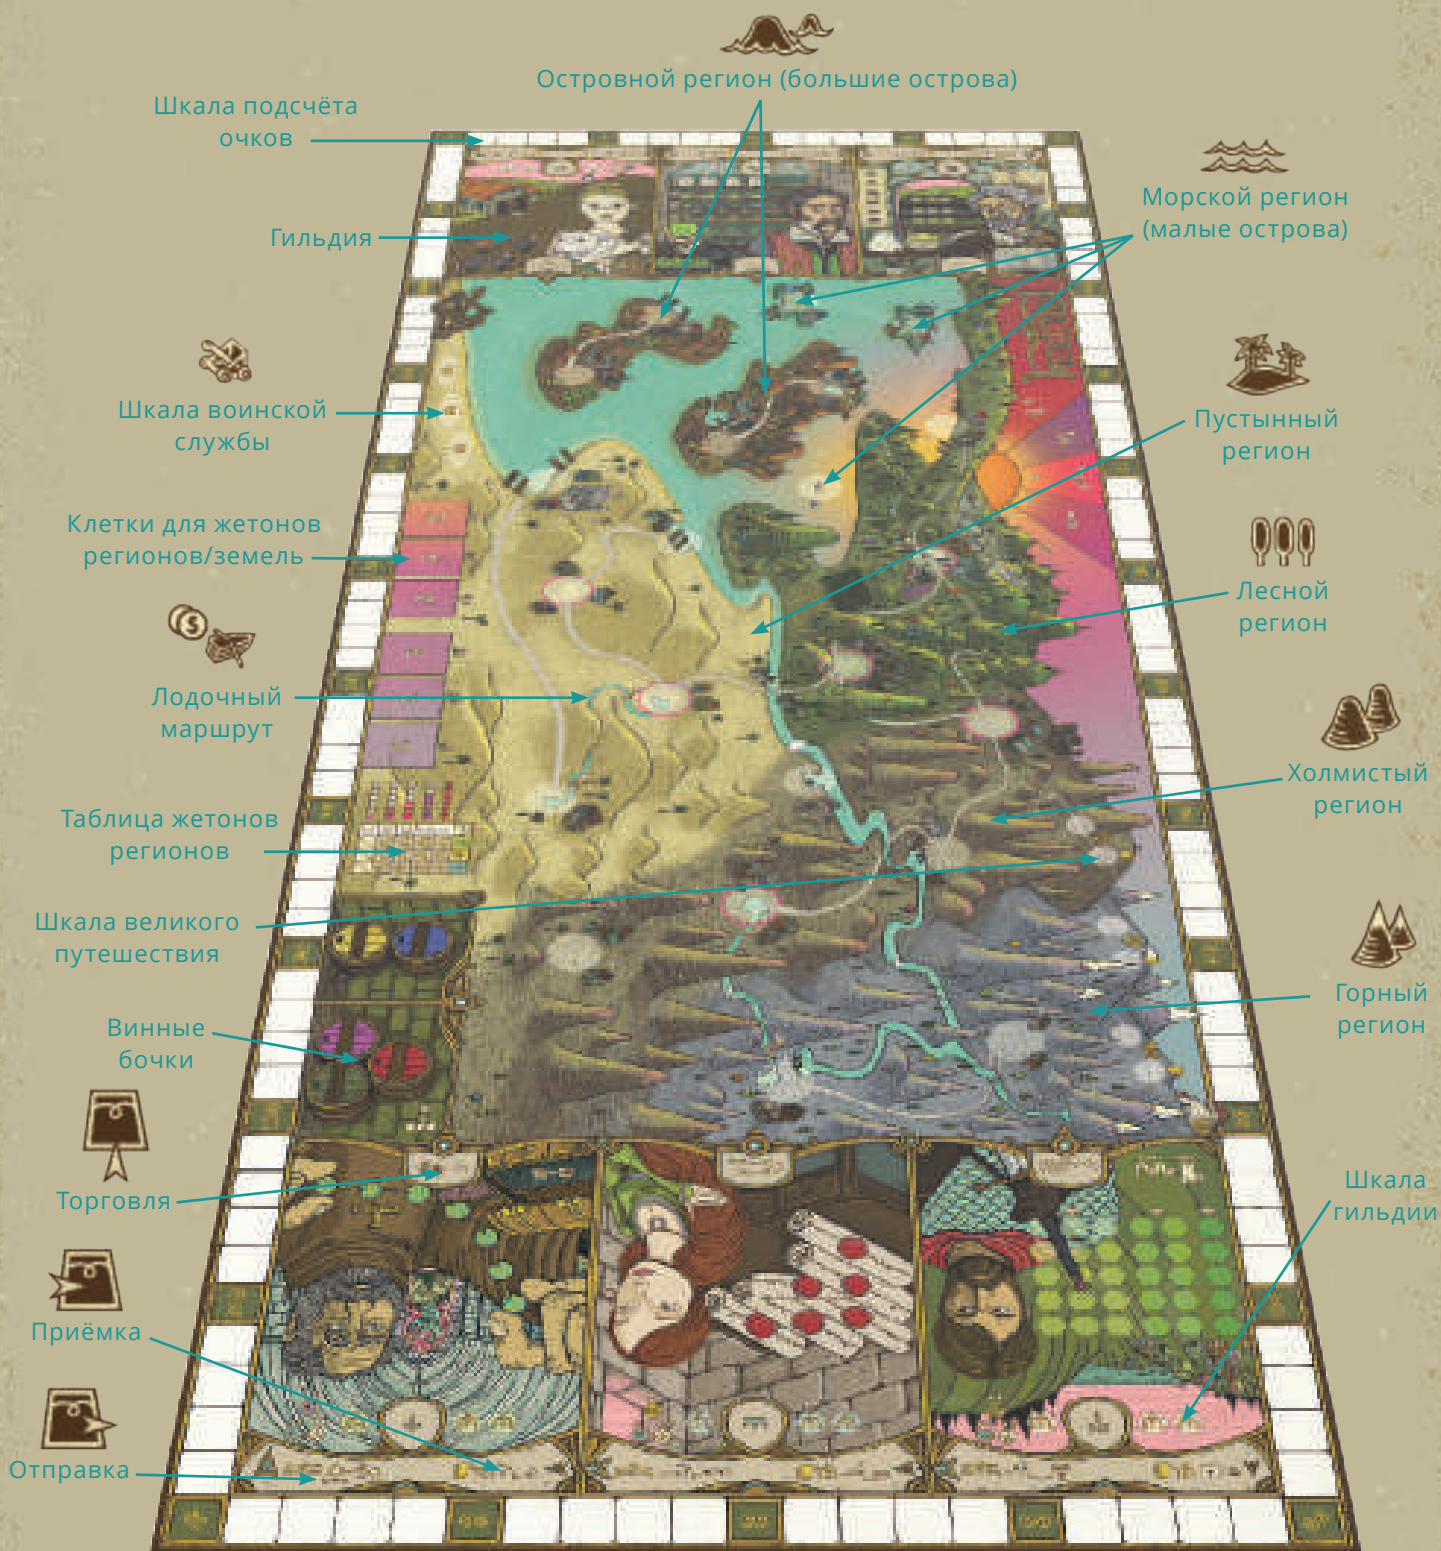 Островной регион (большие острова)
Шкала подсчёта
очков
Морской регион
(малые острова)
Гильдия
Шкала воинской
службы
Пустынный
регион
Клетки для жетонов
регионов/земель
Лесной
регион
Лодочный
маршрут
Холмистый
регион
Таблица жетонов
регионов
Шкала великого
путешествия
Горный
регион
Винные
бочки
Торговля
Шкала
гильдии
Приёмка
Отправка